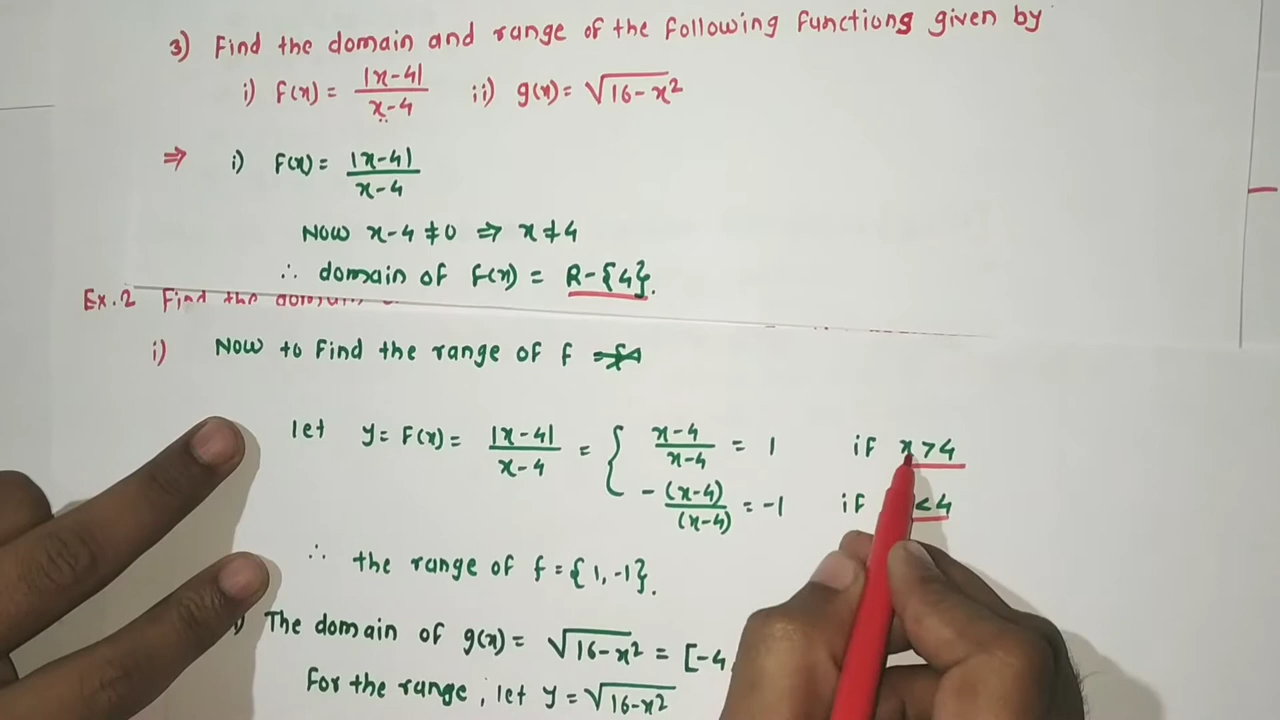 3) Find the domain and range of the following functions given by
i) f(x) = |x-4| / x-4   ii) g(x) = √16-x²
⇒ i) f(x) = |x-4| / x-4
Now x-4 ≠ 0 ⇒ x ≠ 4
∴ domain of f(x) = R-{4}.
Ex.2 Find the
i) Now to find the range of f
let y = f(x) = |x-4| / x-4 = { x-4 / x-4 = 1 if x>4
-(x-4) / (x-4) = -1 if <4
∴ the range of f = {1, -1}.
The domain of g(x) = √16-x² = [-4
For the range, let y = √16-x²